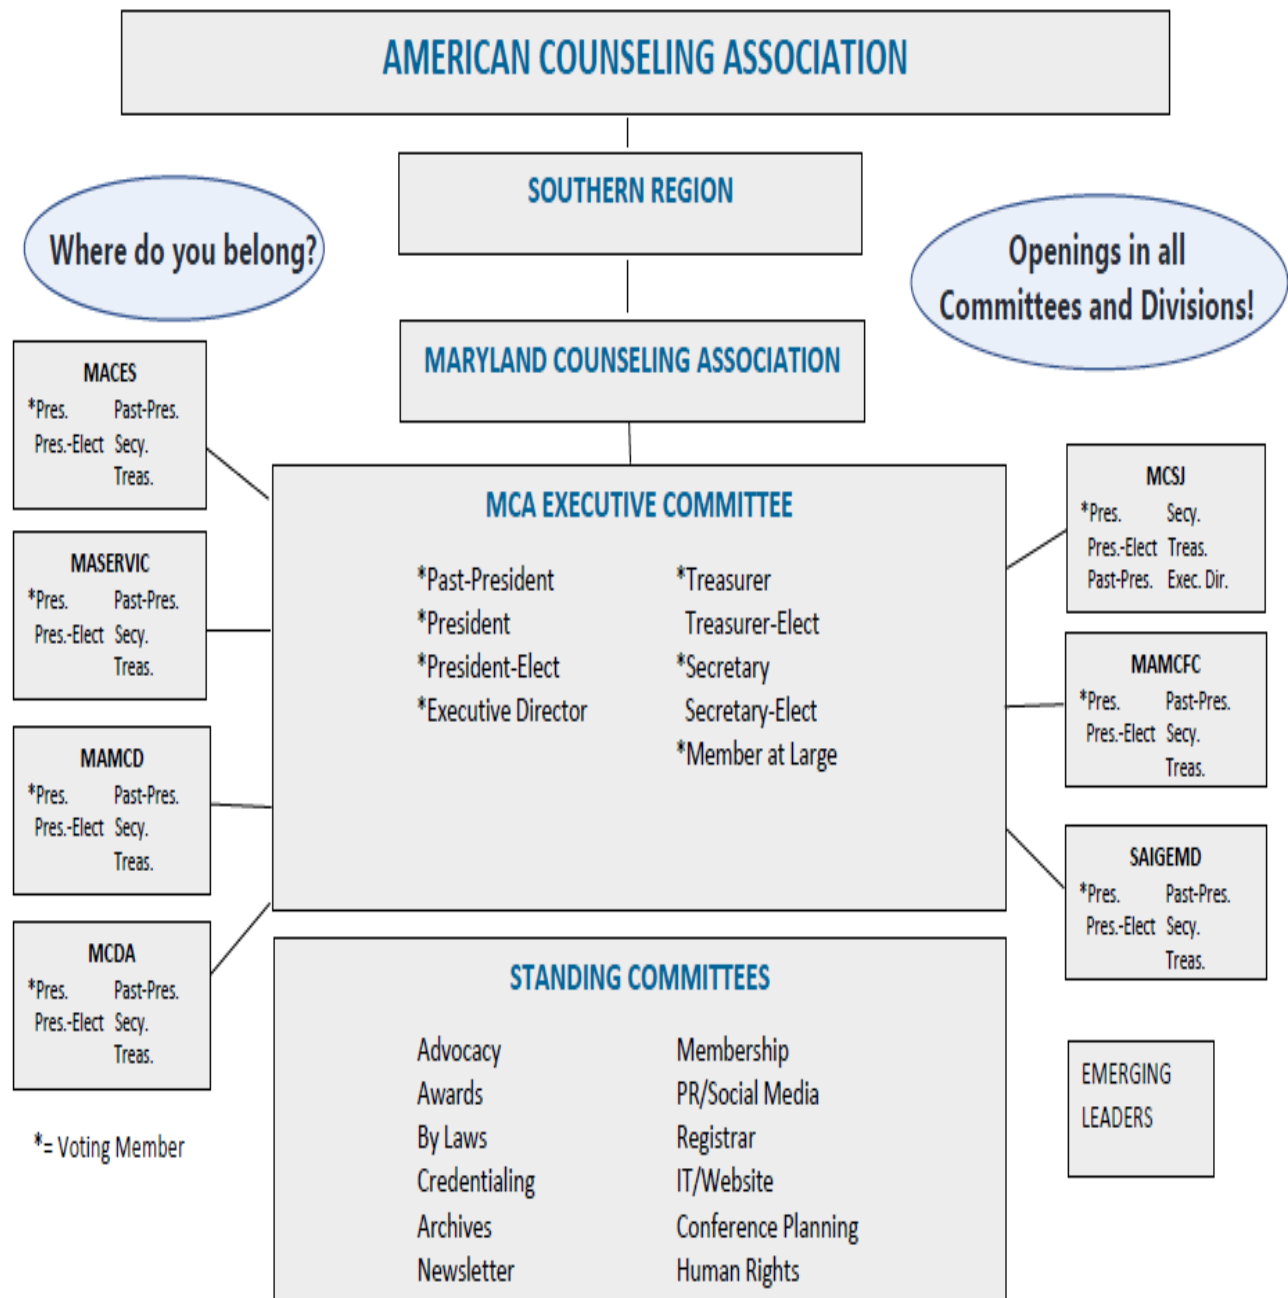 AMERICAN COUNSELING ASSOCIATION
SOUTHERN REGION
Where do you belong?
Openings in all
Committees and Divisions!
MARYLAND COUNSELING ASSOCIATION
MACES
*Pres. Past-Pres.
Pres.-Elect Secy.
Treas.
MASERVIC
*Pres. Past-Pres.
Pres.-Elect Secy.
Treas.
MAMCD
*Pres. Past-Pres.
Pres.-Elect Secy.
Treas.
MCDA
*Pres. Past-Pres.
Pres.-Elect Secy.
Treas.
*= Voting Member
MCA EXECUTIVE COMMITTEE
*Past-President *Treasurer
*President Treasurer-Elect
*President-Elect *Secretary
*Executive Director Secretary-Elect
*Member at Large
STANDING COMMITTEES
Advocacy Membership
Awards PR/Social Media
By Laws Registrar
Credentialing IT/Website
Archives Conference Planning
Newsletter Human Rights
MCSJ
*Pres. Secy.
Pres.-Elect Treas.
Past-Pres. Exec. Dir.
MAMCFC
*Pres. Past-Pres.
Pres.-Elect Secy.
Treas.
SAIGEMD
*Pres. Past-Pres.
Pres.-Elect Secy.
Treas.
EMERGING
LEADERS